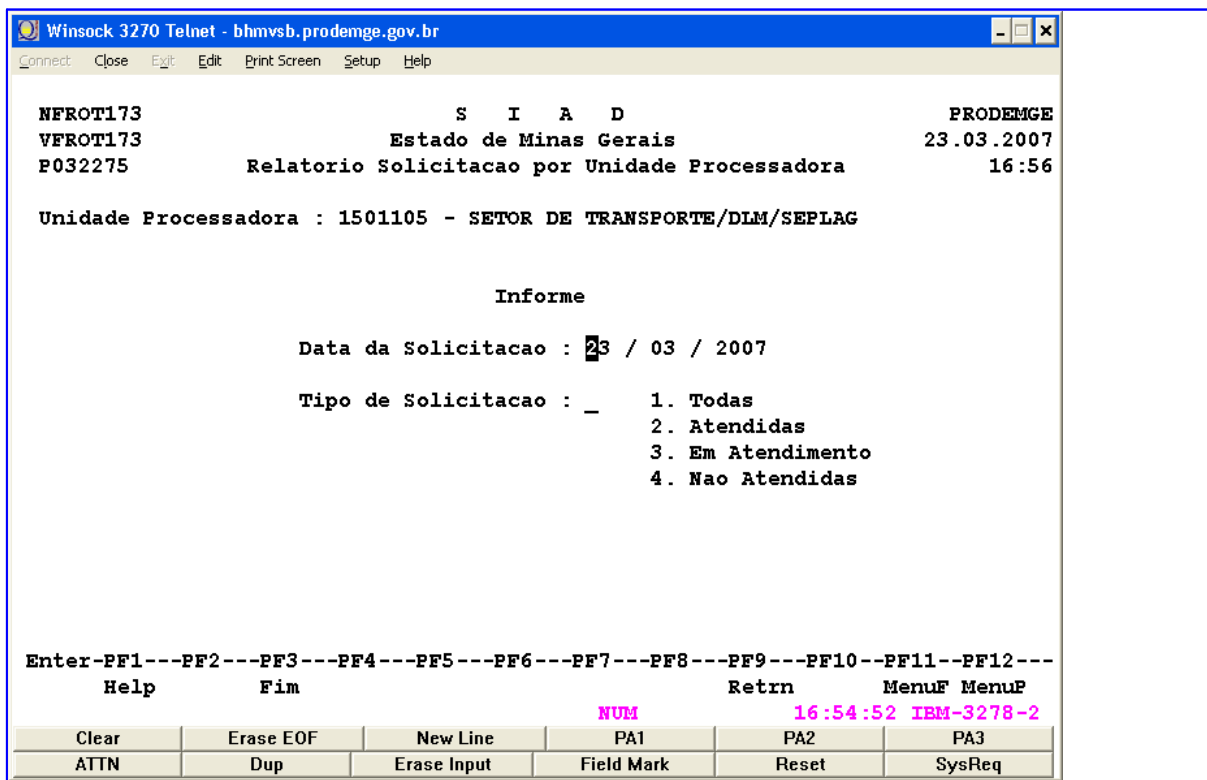 Winsock 3270 Telnet - bhmvsb.prodemge.gov.br
Connect Close Exit Edit Print Screen Setup Help
NFROT173 S I A D PRODEMGE
VFROT173 Estado de Minas Gerais 23.03.2007
P032275 Relatorio Solicitacao por Unidade Processadora 16:56
Unidade Processadora : 1501105 - SETOR DE TRANSPORTE/DLM/SEPLAG
Informe
Data da Solicitacao : 23 / 03 / 2007
Tipo de Solicitacao : _ 1. Todas
2. Atendidas
3. Em Atendimento
4. Nao Atendidas
Enter-PF1---PF2---PF3---PF4---PF5---PF6---PF7---PF8---PF9---PF10--PF11--PF12---
Help Fim Retrn MenuF MenuP
NUM 16:54:52 IBM-3278-2
Clear Erase EOF New Line PA1 PA2 PA3
ATTN Dup Erase Input Field Mark Reset SysReq